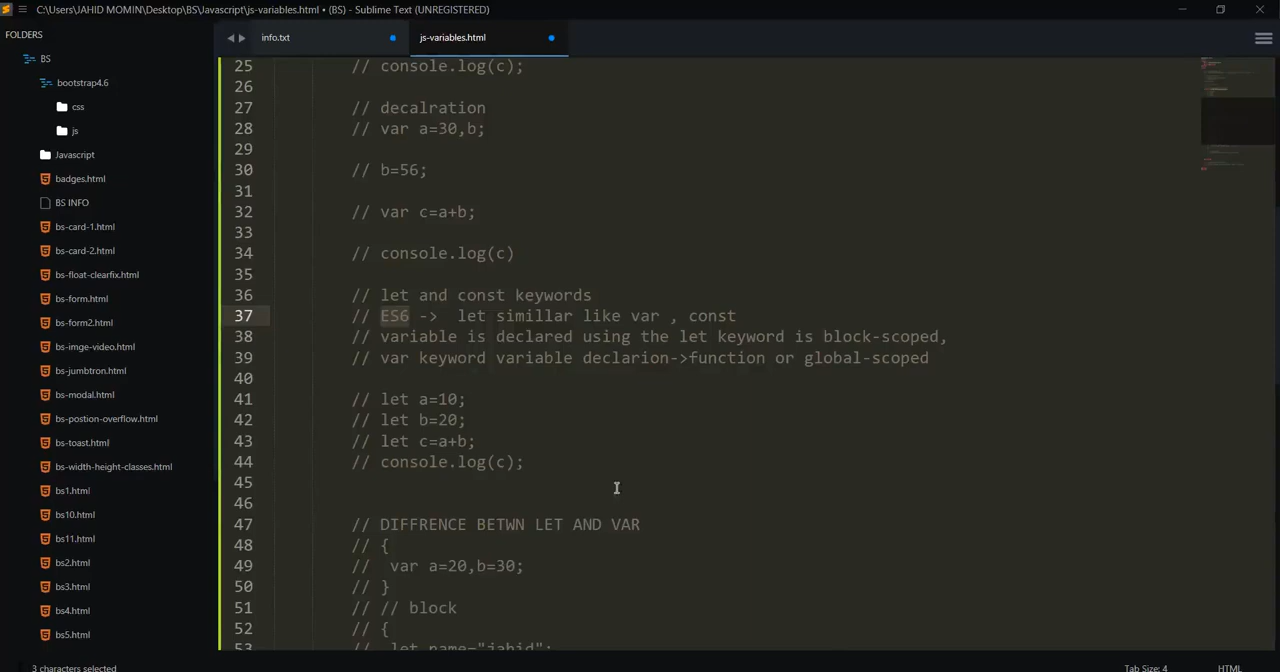 C:\Users\JAHID MOMIN\Desktop\BS\Javascript\js-variables.html • (BS) - Sublime Text (UNREGISTERED)
FOLDERS
BS
bootstrap4.6
css
js
Javascript
badges.html
BS INFO
bs-card-1.html
bs-card-2.html
bs-float-clearfix.html
bs-form.html
bs-form2.html
bs-imge-video.html
bs-jumbtron.html
bs-modal.html
bs-postion-overflow.html
bs-toast.html
bs-width-height-classes.html
bs1.html
bs10.html
bs11.html
bs2.html
bs3.html
bs4.html
bs5.html
info.txt
js-variables.html
25 // console.log(c);
26
27 // decalration
28 // var a=30,b;
29
30 // b=56;
31
32 // var c=a+b;
33
34 // console.log(c)
35
36 // let and const keywords
37 // ES6 ->  let simillar like var , const
38 // variable is declared using the let keyword is block-scoped,
39 // var keyword variable declarion->function or global-scoped
40
41 // let a=10;
42 // let b=20;
43 // let c=a+b;
44 // console.log(c);
45
46
47 // DIFFRENCE BETWN LET AND VAR
48 // {
49 //  var a=20,b=30;
50 // }
51 // // block
52 // {
53 //  let name="jahid";
3 characters selected
Tab Size: 4
HTML